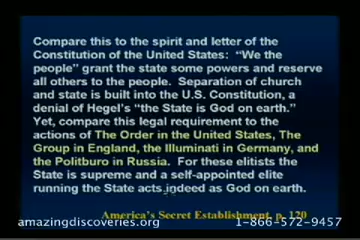 Compare this to the spirit and letter of the
Constitution of the United States:  "We the
people" grant the state some powers and reserve
all others to the people.  Separation of church
and state is built into the U.S. Constitution, a
denial of Hegel's "the State is God on earth."
Yet, compare this legal requirement to the
actions of The Order in the United States, The
Group in England, the Illuminati in Germany, and
the Politburo in Russia.  For these elitists the
State is supreme and a self-appointed elite
running the State acts indeed as God on earth.
America's Secret Establishment, p. 120
amazingdiscoveries.org 1-866-572-9457